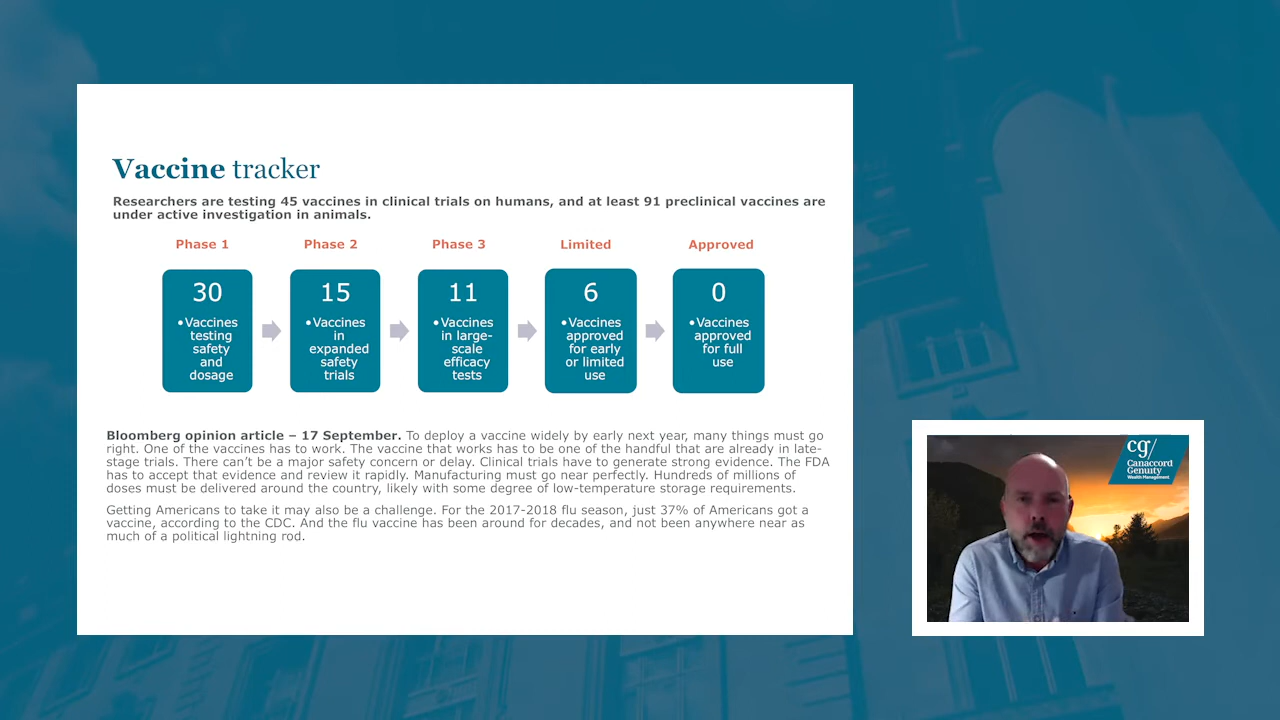 Vaccine tracker
Researchers are testing 45 vaccines in clinical trials on humans, and at least 91 preclinical vaccines are
under active investigation in animals.
Phase 1
Phase 2
Phase 3
Limited
Approved
30
•Vaccines
testing
safety
and
dosage
15
•Vaccines
in
expanded
safety
trials
11
•Vaccines
in large-
scale
efficacy
tests
6
•Vaccines
approved
for early
or limited
use
0
•Vaccines
approved
for full
use
Bloomberg opinion article – 17 September. To deploy a vaccine widely by early next year, many things must go
right. One of the vaccines has to work. The vaccine that works has to be one of the handful that are already in late-
stage trials. There can’t be a major safety concern or delay. Clinical trials have to generate strong evidence. The FDA
has to accept that evidence and review it rapidly. Manufacturing must go near perfectly. Hundreds of millions of
doses must be delivered around the country, likely with some degree of low-temperature storage requirements.
Getting Americans to take it may also be a challenge. For the 2017-2018 flu season, just 37% of Americans got a
vaccine, according to the CDC. And the flu vaccine has been around for decades, and not been anywhere near as
much of a political lightning rod.
cg/
Canaccord
Genuity
Wealth Management